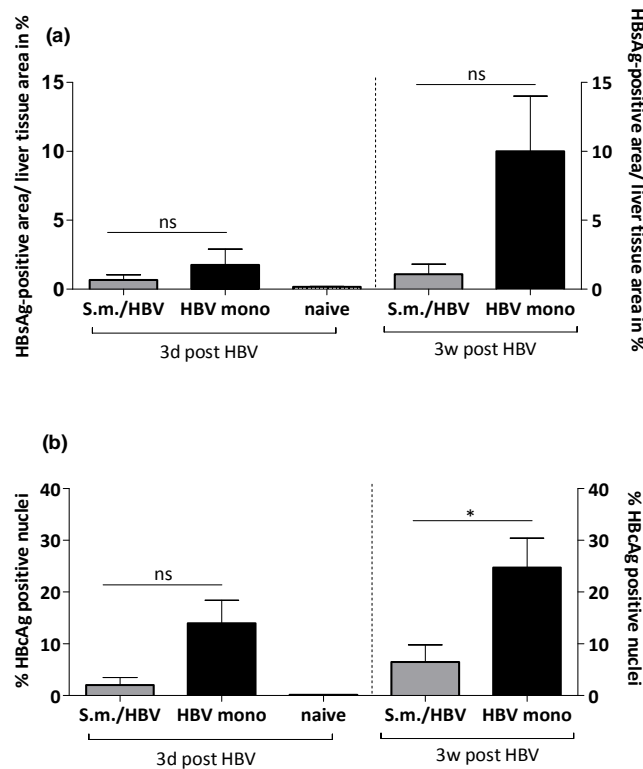 (a)
HBsAg-positive area/ liver tissue area in %
15
10
5
0
ns
ns
15
10
5
0
HBsAg-positive area/ liver tissue area in %
S.m./HBV HBV mono naive S.m./HBV HBV mono
3d post HBV 3w post HBV
(b)
% HBcAg positive nuclei
40
30
20
10
0
ns
*
40
30
20
10
0
% HBcAg positive nuclei
S.m./HBV HBV mono naive S.m./HBV HBV mono
3d post HBV 3w post HBV